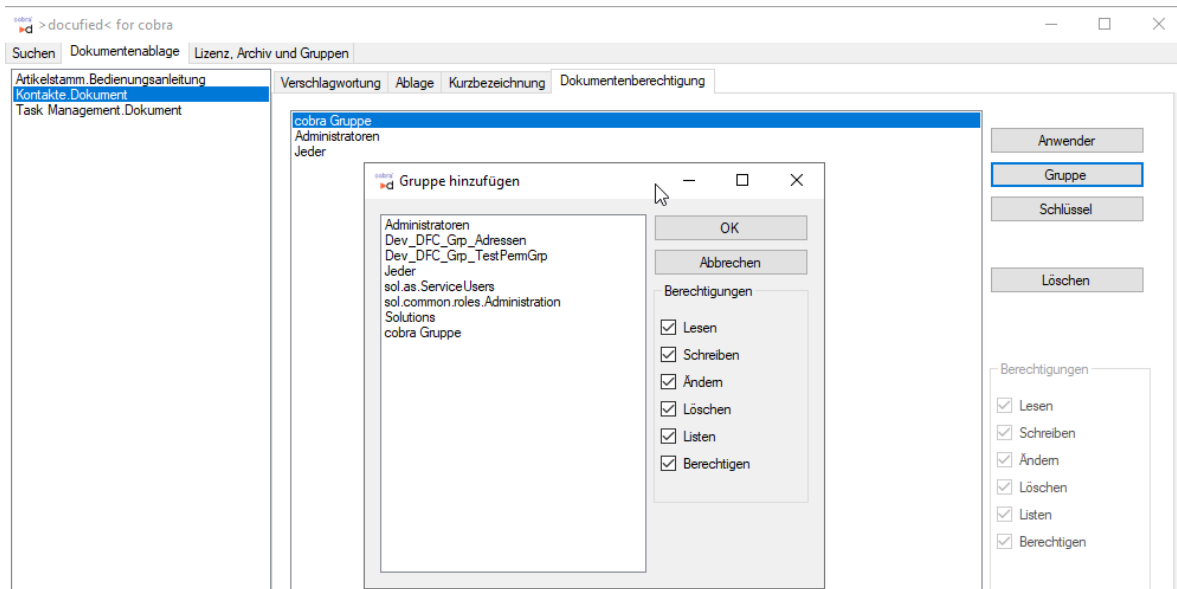 cobra
>docufied< for cobra
Suchen Dokumentenablage Lizenz, Archiv und Gruppen
Artikelstamm.Bedienungsanleitung
Kontakte.Dokument
Task Management.Dokument
Verschlagwortung Ablage Kurzbezeichnung Dokumentenberechtigung
cobra Gruppe
Administratoren
Jeder
Anwender
Gruppe
Schlüssel
Löschen
Berechtigungen
Lesen
Schreiben
Ändern
Löschen
Listen
Berechtigen
cobra
Gruppe hinzufügen
Administratoren
Dev_DFC_Grp_Adressen
Dev_DFC_Grp_TestPermGrp
Jeder
sol.as.ServiceUsers
sol.common.roles.Administration
Solutions
cobra Gruppe
OK
Abbrechen
Berechtigungen
Lesen
Schreiben
Ändern
Löschen
Listen
Berechtigen